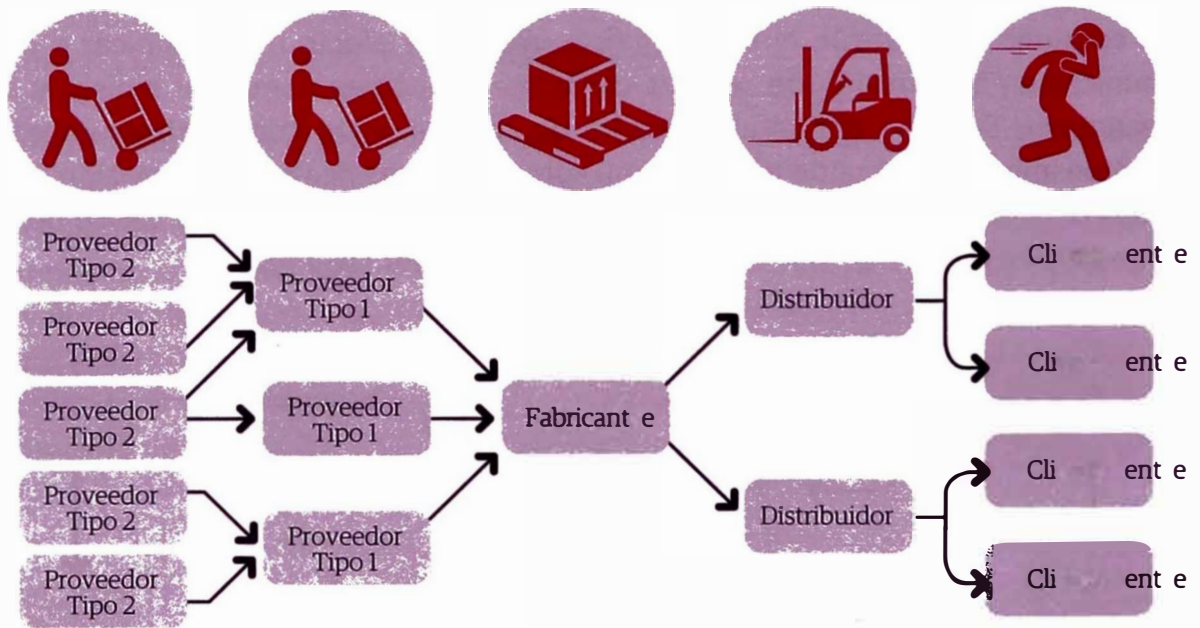 Proveedor
Tipo 2
Proveedor
Tipo 2
Proveedor
Tipo 2
Proveedor
Tipo 2
Proveedor
Tipo 2
Proveedor
Tipo 1
Proveedor
Tipo 1
Proveedor
Tipo 1
Fabricant e
Distribuidor
Distribuidor
Cli ent e
Cli ent e
Cli ent e
Cli ent e